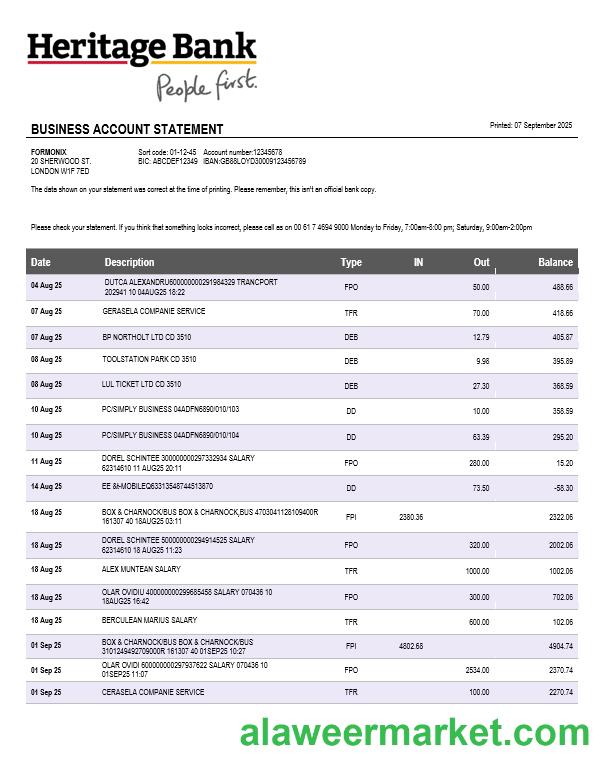 Heritage Bank
People first.
Printed: 07 September 2025
BUSINESS ACCOUNT STATEMENT
FORMONIX Sort code: 01-12-45 Account number:12345678
20 SHERWOOD ST. BIC: ABCDEF12349 IBAN:GB88LOYD30009123456789
LONDON W1F 7ED
The data shown on your statement was correct at the time of printing. Please remember, this isn't an official bank copy.
Please check your statement. If you think that something looks incorrect, please call as on 00 61 7 4694 9000 Monday to Friday, 7:00am-8:00 pm; Saturday, 9:00am-2:00pm
Date Description Type IN Out Balance
04 Aug 25 DUTCA ALEXANDRU600000000291984329 TRANCPORT FPO 50.00 488.66
202941 10 04AUG25 18:22
07 Aug 25 GERASELA COMPANIE SERVICE TFR 70.00 418.66
07 Aug 25 BP NORTHOLT LTD CD 3510 DEB 12.79 405.87
08 Aug 25 TOOLSTATION PARK CD 3510 DEB 9.98 395.89
08 Aug 25 LUL TICKET LTD CD 3510 DEB 27.30 368.59
10 Aug 25 PC/SIMPLY BUSINESS 04ADFN6890/010/103 DD 10.00 358.59
10 Aug 25 PC/SIMPLY BUSINESS 04ADFN6890/010/104 DD 63.39 295.20
11 Aug 25 DOREL SCHINTEE 300000000297332934 SALARY FPO 280.00 15.20
62314610 11 AUG25 20:11
14 Aug 25 EE &t-MOBILEQ63313548744513870 DD 73.50 -58.30
18 Aug 25 BOX & CHARNOCK/BUS BOX & CHARNOCK,BUS 4703041128109400R FPI 2380.36 2322.06
161307 40 18AUG25 03:11
18 Aug 25 DOREL SCHINTEE 500000294914525 SALARY FPO 320.00 2002.06
62314610 18 AUG25 11:23
18 Aug 25 ALEX MUNTEAN SALARY TFR 1000.00 1002.06
18 Aug 25 OLAR OVIDIU 400000000299685458 SALARY 070436 10 FPO 300.00 702.06
18AUG25 16:42
18 Aug 25 BERCULEAN MARIUS SALARY TFR 600.00 102.06
01 Sep 25 BOX & CHARNOCK/BUS BOX & CHARNOCK/BUS FPI 4802.68 4904.74
3101249492709000R 161307 40 01SEP25 10:27
01 Sep 25 OLAR OVIDI 600000000297937622 SALARY 070436 10 FPO 2534.00 2370.74
01SEP25 11:07
01 Sep 25 CERASELA COMPANIE SERVICE TFR 100.00 2270.74
alaweermarket.com